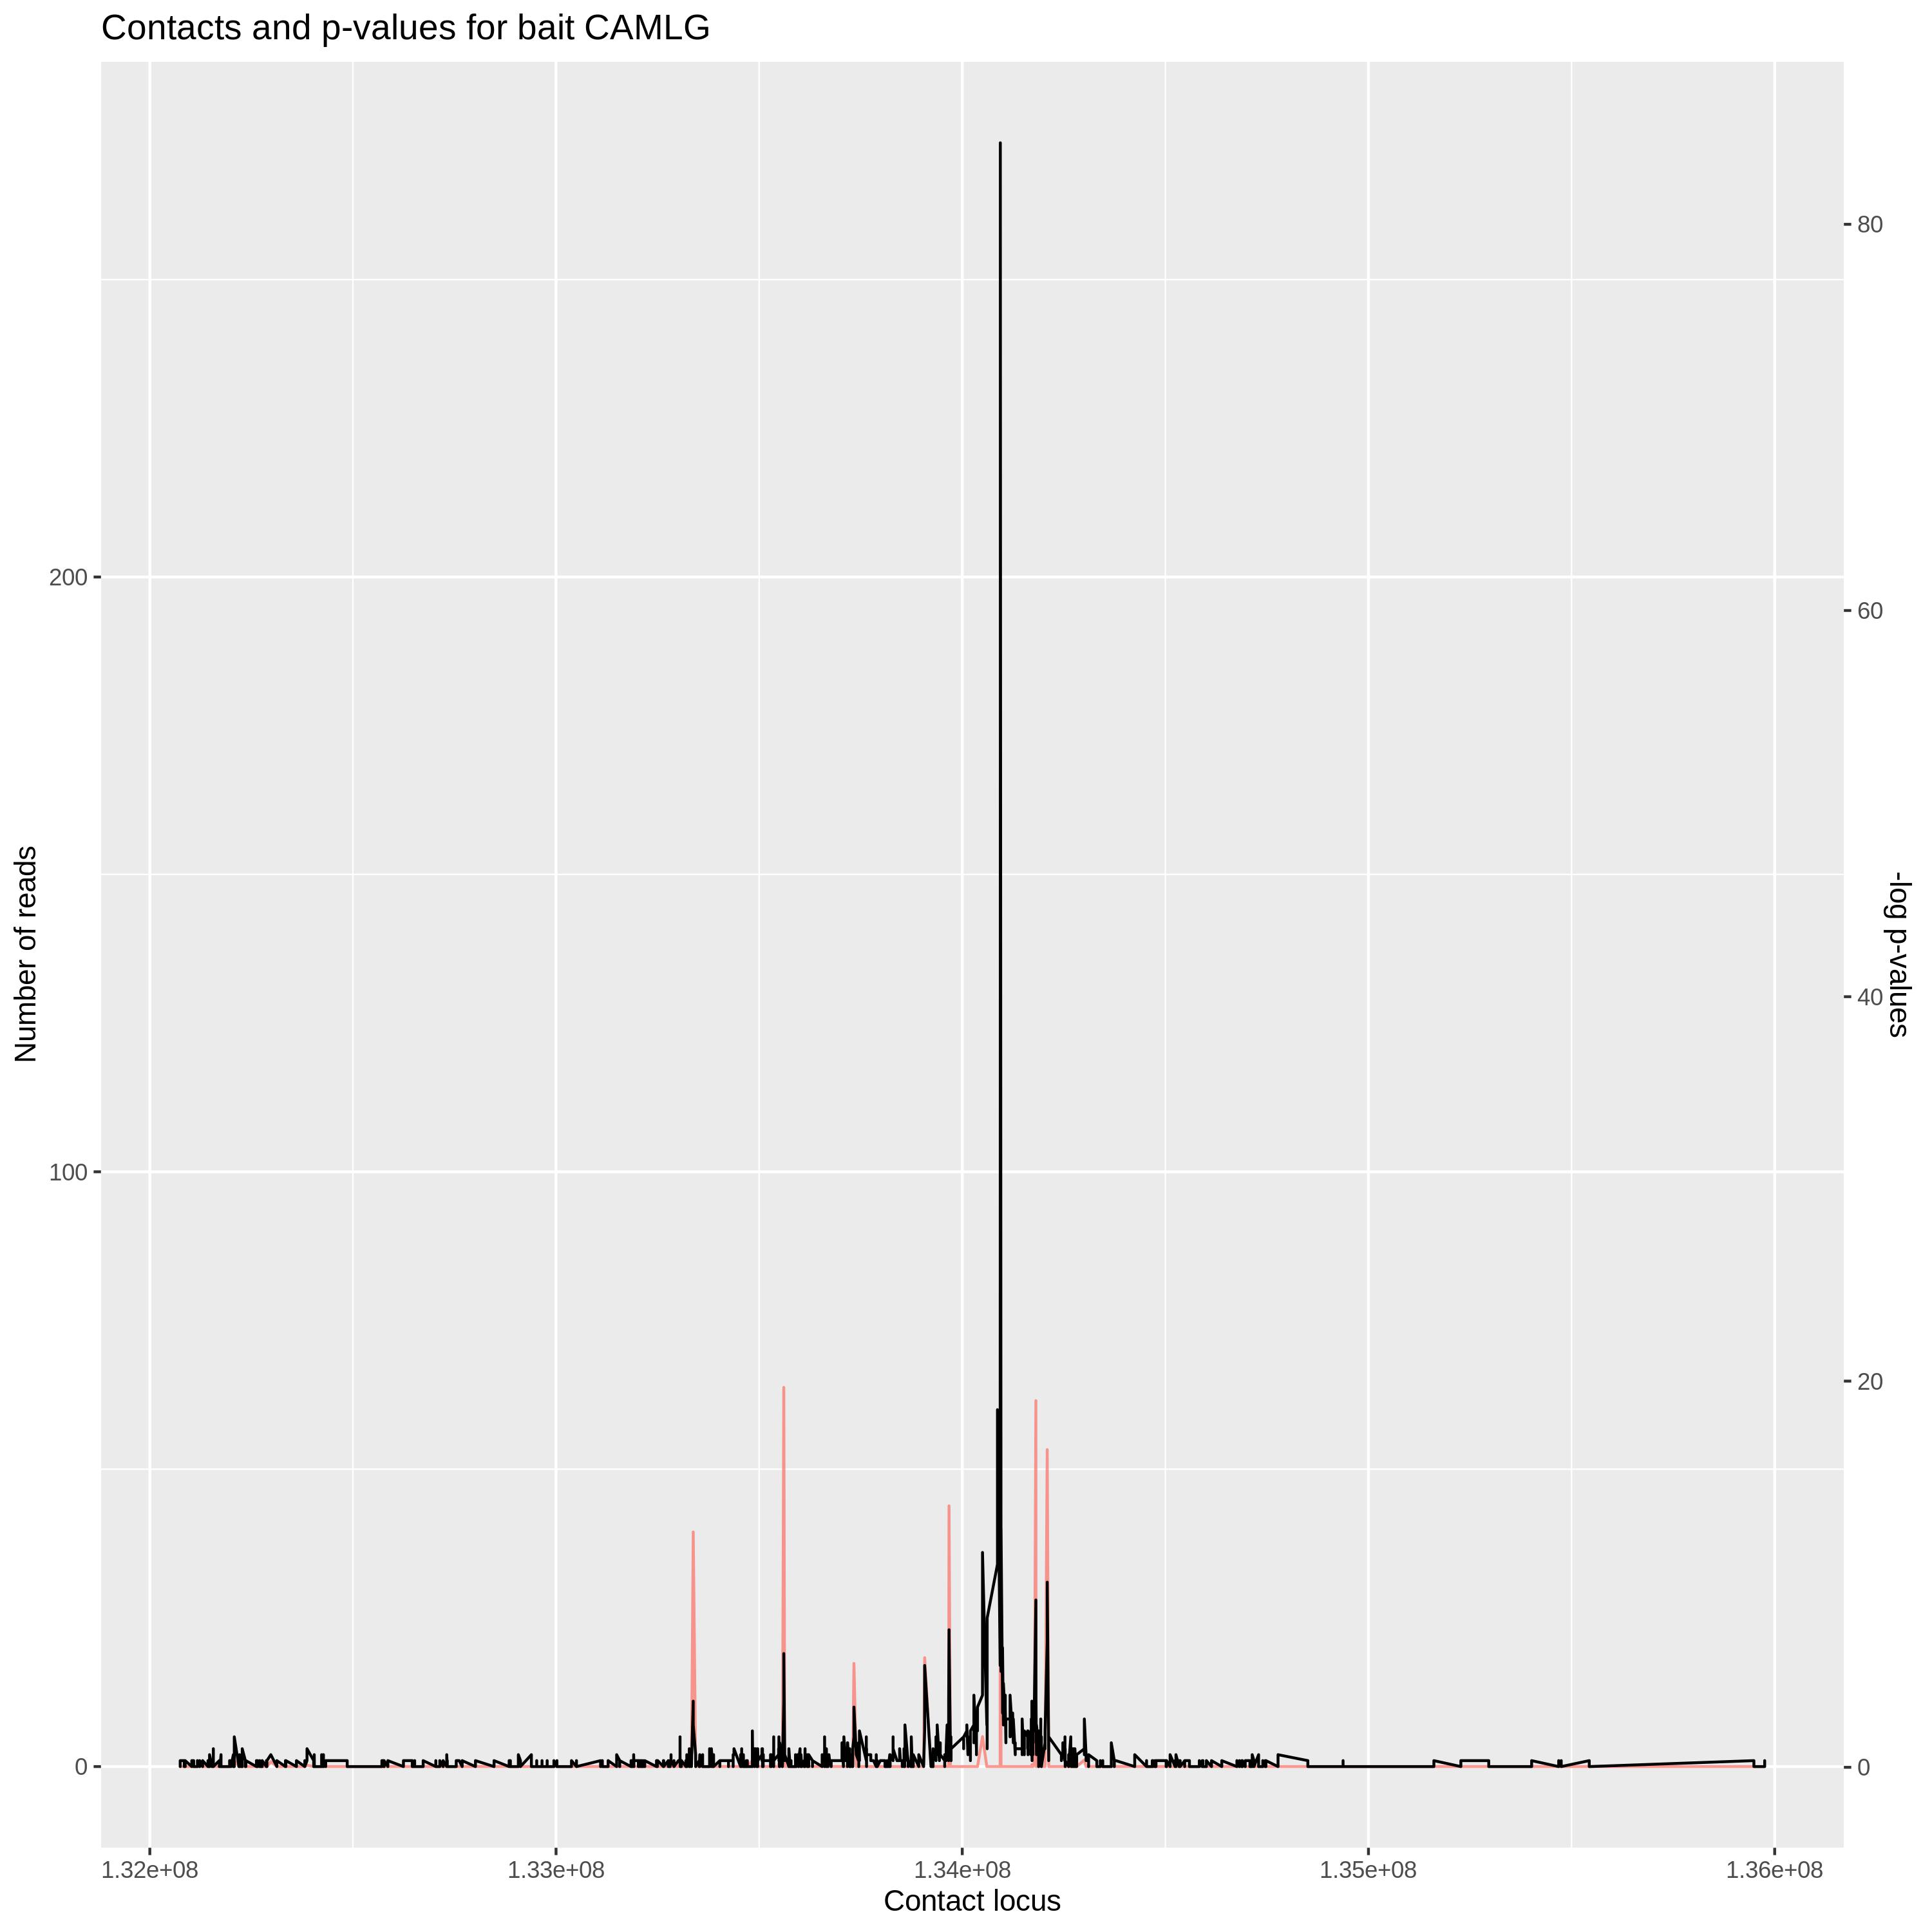 Contacts and p-values for bait CAMLG
Number of reads
200
100
0
80
60
40
20
0
-log p-values
1.32e+08 1.33e+08 1.34e+08 1.35e+08 1.36e+08
Contact locus